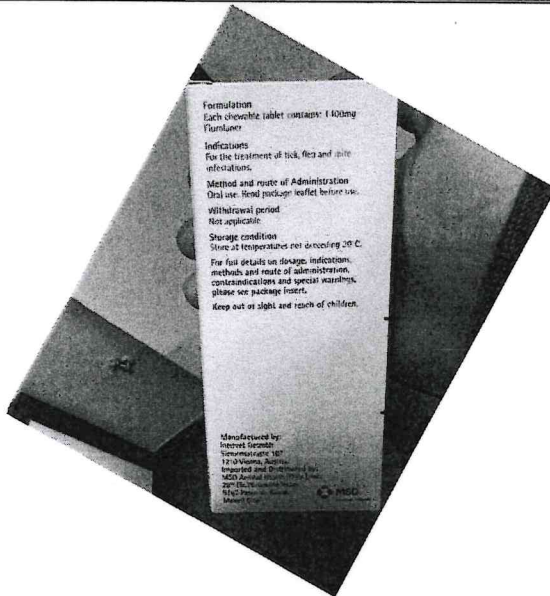 Formulation
Each chewable tablet contains: 1400mg
Fluralaner
Indications
For the treatment of tick, flea and mite
infestations.
Method and route of Administration
Oral use. Read package leaflet before use.
Withdrawal period
Not applicable
Storage condition
Store at temperatures not exceeding C.
For full details on dosage, indications,
methods and route of administration,
contraindications and special warnings,
please see package insert.
Keep out of sight and reach of children.
Manufactured by:
Intervet
1210 Vienna, Austria
Imported and Distributed by:
MSD Animal Health
MSD